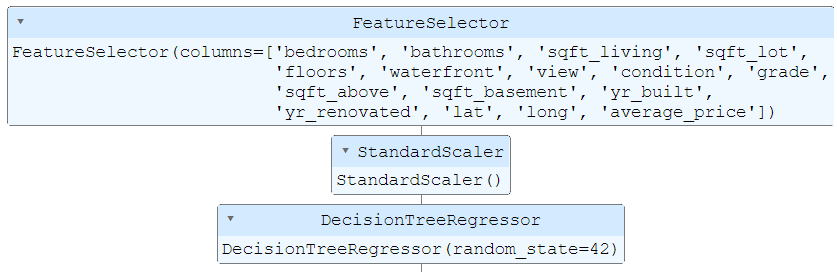 FeatureSelector
FeatureSelector(columns=['bedrooms', 'bathrooms', 'sqft_living', 'sqft_lot',
'floors', 'waterfront', 'view', 'condition', 'grade',
'sqft_above', 'sqft_basement', 'yr_built',
'yr_renovated', 'lat', 'long', 'average_price'])
StandardScaler
StandardScaler()
DecisionTreeRegressor
DecisionTreeRegressor(random_state=42)